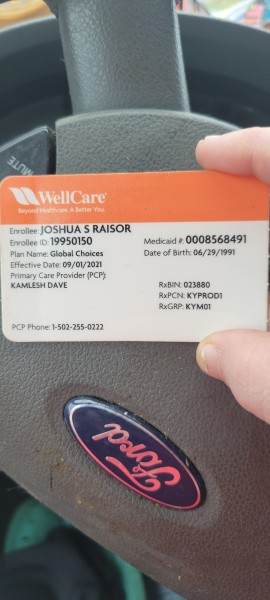 MUTE
WellCare
Beyond Healthcare. A Better You.
Enrollee: JOSHUA S RAISOR
Enrollee ID: 19950150
Medicaid #: 0008568491
Plan Name: Global Choices
Date of Birth: 06/29/1991
Effective Date: 09/01/2021
Primary Care Provider (PCP):
KAMLESH DAVE
RxBIN: 023880
RxPCN: KYPROD1
RxGRP: KYM01
PCP Phone: 1-502-255-0222
Ford